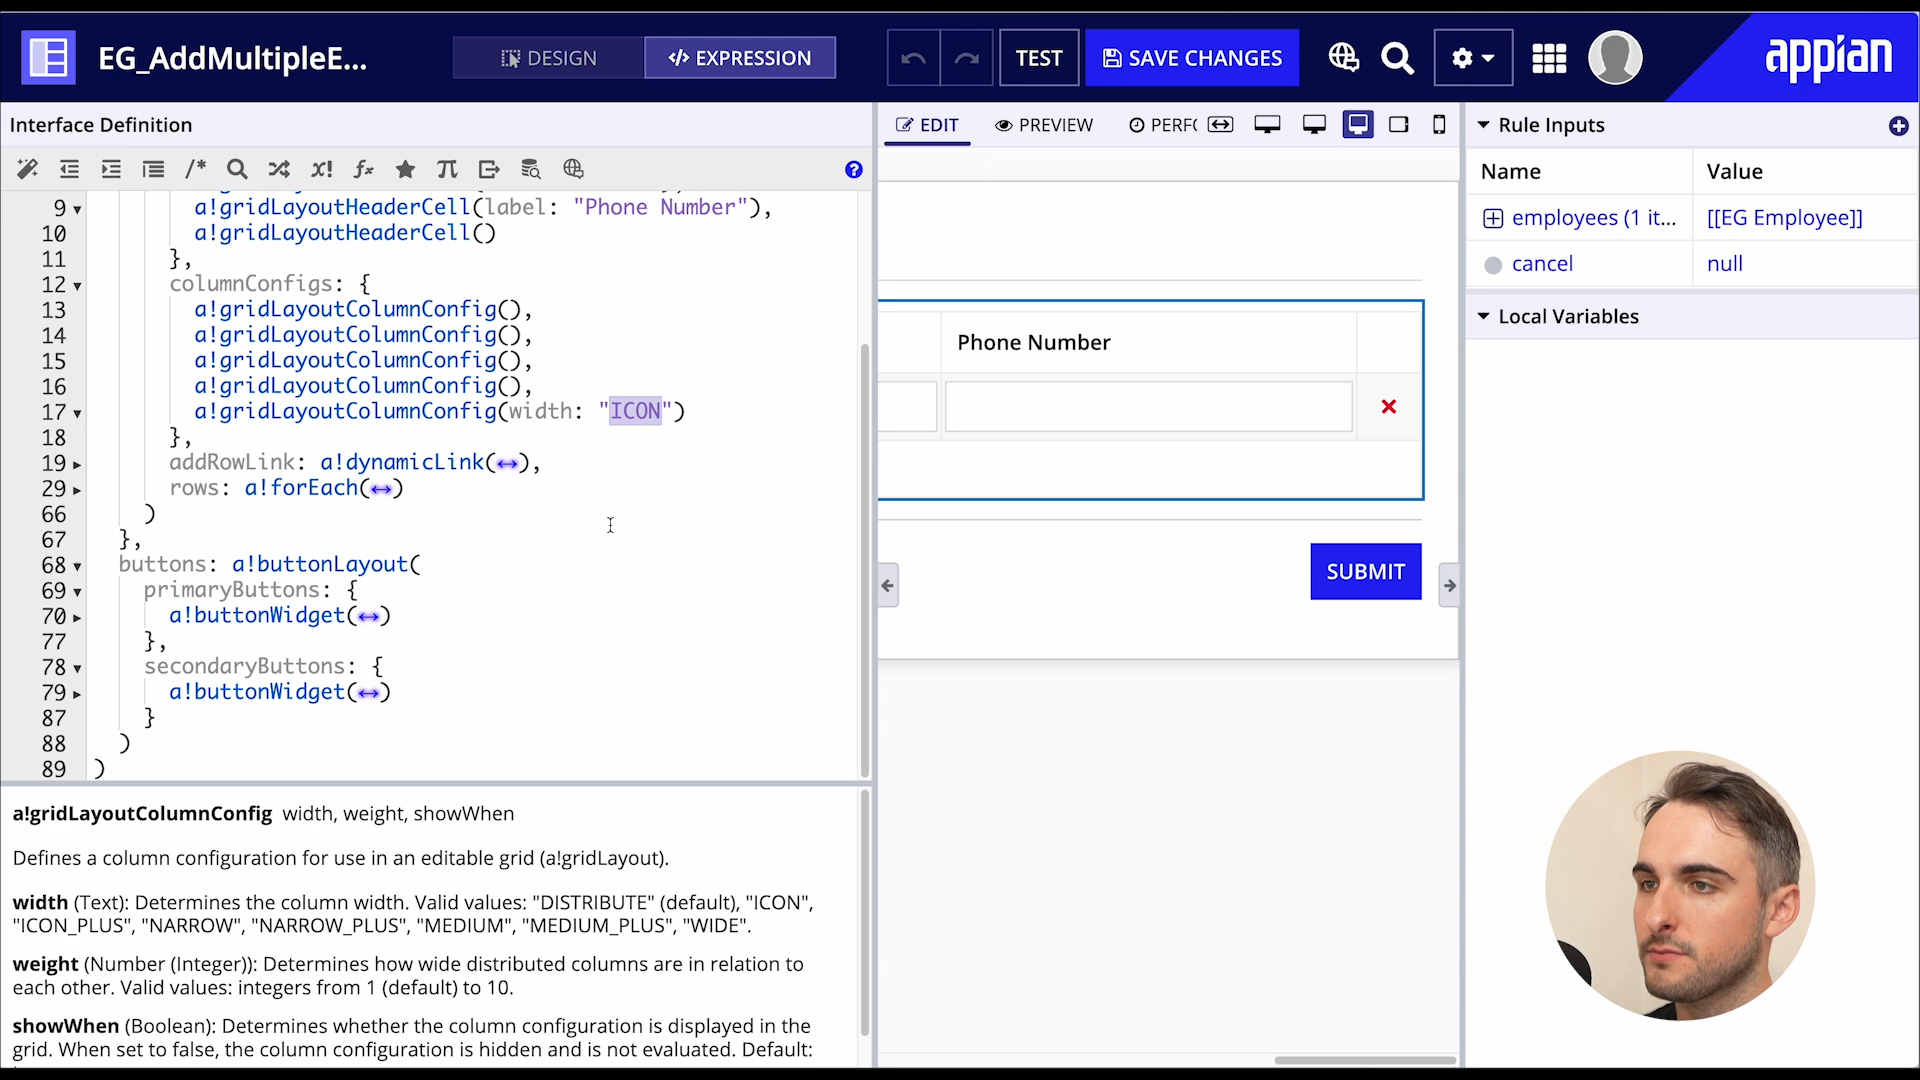 EG_AddMultipleE...
DESIGN
</> EXPRESSION
TEST
SAVE CHANGES
appian
Interface Definition
EDIT
PREVIEW
PERF
Rule Inputs
/*
x!
fx
π
?
Name
Value
employees (1 it...
[[EG Employee]]
cancel
null
Local Variables
9 a!gridLayoutHeaderCell(label: "Phone Number"),
10 a!gridLayoutHeaderCell()
11 },
12 columnConfigs: {
13 a!gridLayoutColumnConfig(),
14 a!gridLayoutColumnConfig(),
15 a!gridLayoutColumnConfig(),
16 a!gridLayoutColumnConfig(),
17 a!gridLayoutColumnConfig(width: "ICON")
18 },
19 addRowLink: a!dynamicLink(↔),
29 rows: a!forEach(↔)
66 )
67 },
68 buttons: a!buttonLayout(
69 primaryButtons: {
70 a!buttonWidget(↔)
77 },
78 secondaryButtons: {
79 a!buttonWidget(↔)
87 }
88 )
89 )
Phone Number
SUBMIT
a!gridLayoutColumnConfig width, weight, showWhen
Defines a column configuration for use in an editable grid (a!gridLayout).
width (Text): Determines the column width. Valid values: "DISTRIBUTE" (default), "ICON",
"ICON_PLUS", "NARROW", "NARROW_PLUS", "MEDIUM", "MEDIUM_PLUS", "WIDE".
weight (Number (Integer)): Determines how wide distributed columns are in relation to
each other. Valid values: integers from 1 (default) to 10.
showWhen (Boolean): Determines whether the column configuration is displayed in the
grid. When set to false, the column configuration is hidden and is not evaluated. Default: